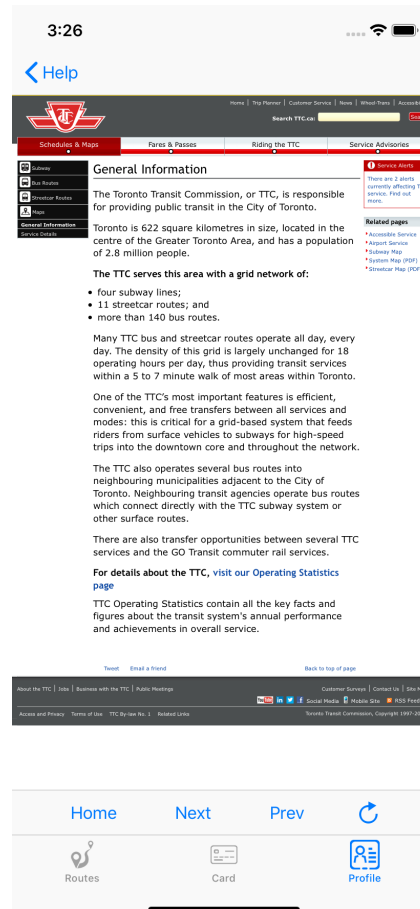 3:26
Help
Home | Trip Planner | Customer Service | News | Wheel-Trans | Accessib
Search TTC.ca:
Schedules & Maps
Fares & Passes
Riding the TTC
Service Advisories
Subway
Bus Routes
Streetcar Routes
Maps
General Information
Service Details
General Information
The Toronto Transit Commission, or TTC, is responsible
for providing public transit in the City of Toronto.
Toronto is 622 square kilometres in size, located in the
centre of the Greater Toronto Area, and has a population
of 2.8 million people.
The TTC serves this area with a grid network of:
• four subway lines;
• 11 streetcar routes; and
• more than 140 bus routes.
Many TTC bus and streetcar routes operate all day, every
day. The density of this grid is largely unchanged for 18
operating hours per day, thus providing transit services
within a 5 to 7 minute walk of most areas within Toronto.
One of the TTC's most important features is efficient,
convenient, and free transfers between all services and
modes: this is critical for a grid-based system that feeds
riders from surface vehicles to subways for high-speed
trips into the downtown core and throughout the network.
The TTC also operates several bus routes into
neighbouring municipalities adjacent to the City of
Toronto. Neighbouring transit agencies operate bus routes
which connect directly with the TTC subway system or
other surface routes.
There are also transfer opportunities between several TTC
services and the GO Transit commuter rail services.
For details about the TTC, visit our Operating Statistics
page
TTC Operating Statistics contain all the key facts and
figures about the transit system's annual performance
and achievements in overall service.
Service Alerts
There are 2 alerts
currently affecting T
service. Find out
more.
Related pages
Accessible Service
Airport Service
Subway Map
System Map (PDF)
Streetcar Map (PDF
Tweet Email a friend Back to top of page
About the TTC | Jobs | Business with the TTC | Public Meetings
Customer Surveys | Contact Us | Site M
You Tube in f Social Media Mobile Site RSS Feed
Access and Privacy Terms of Use TTC By-law No. 1 Related Links
Toronto Transit Commission, Copyright 1997-20
Home Next Prev
Routes Card Profile